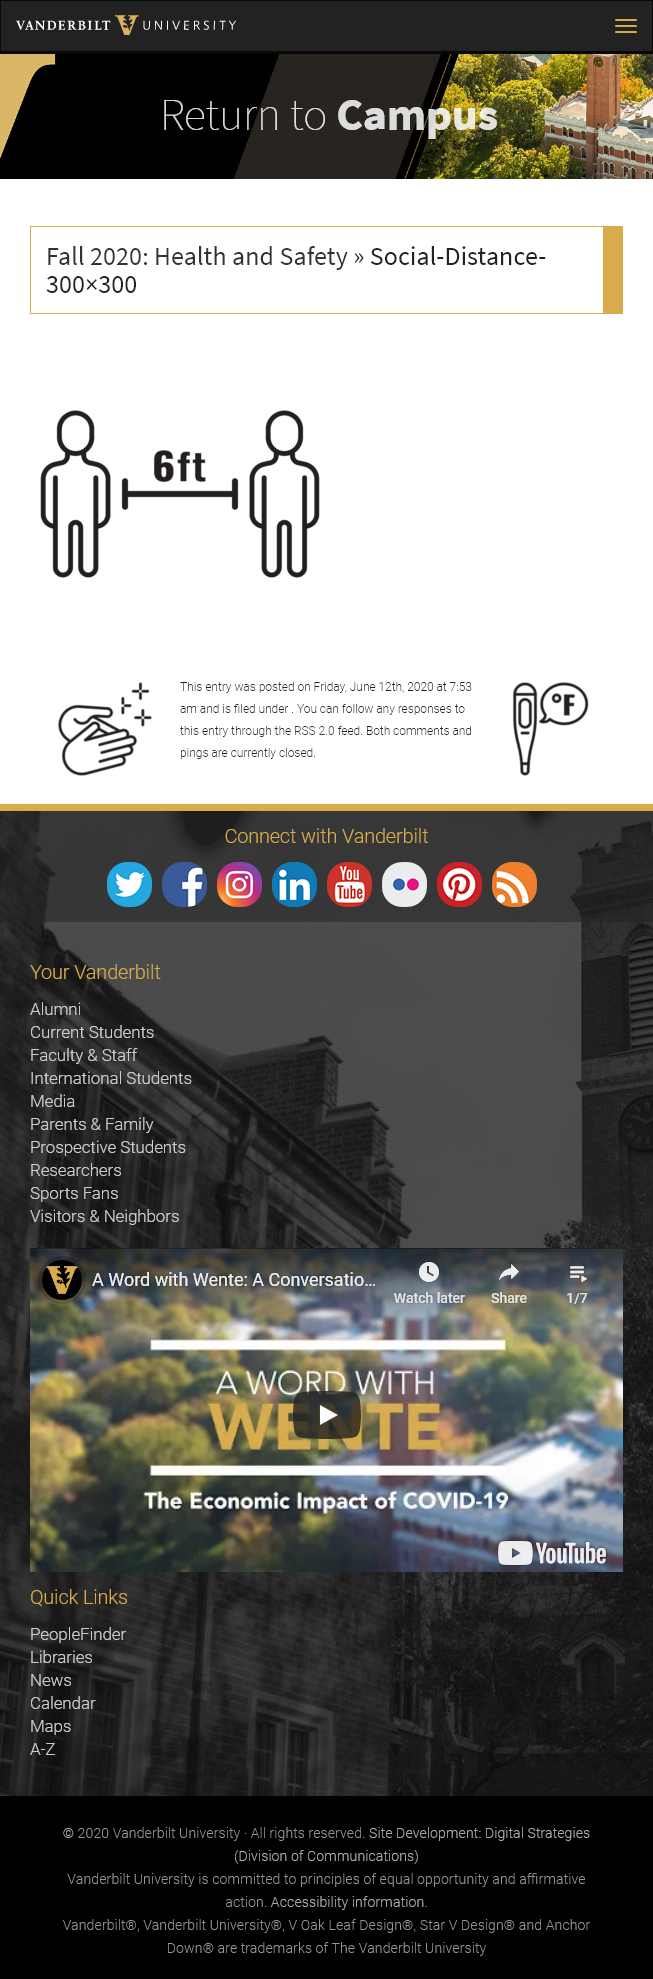 VANDERBILT V UNIVERSITY
Return to Campus
Fall 2020: Health and Safety » Social-Distance-
300×300
6ft
This entry was posted on Friday, June 12th, 2020 at 7:53
am and is filed under . You can follow any responses to
this entry through the RSS 2.0 feed. Both comments and
pings are currently closed.
°F
Connect with Vanderbilt
f in You Tube
Your Vanderbilt
Alumni
Current Students
Faculty & Staff
International Students
Media
Parents & Family
Prospective Students
Researchers
Sports Fans
Visitors & Neighbors
V A Word with Wente: A Conversatio... Watch later Share 1/7
A WORD WITH
WENTE
The Economic Impact of COVID-19
YouTube
Quick Links
PeopleFinder
Libraries
News
Calendar
Maps
A-Z
© 2020 Vanderbilt University · All rights reserved. Site Development: Digital Strategies
(Division of Communications)
Vanderbilt University is committed to principles of equal opportunity and affirmative
action. Accessibility information.
Vanderbilt®, Vanderbilt University®, V Oak Leaf Design®, Star V Design® and Anchor
Down® are trademarks of The Vanderbilt University